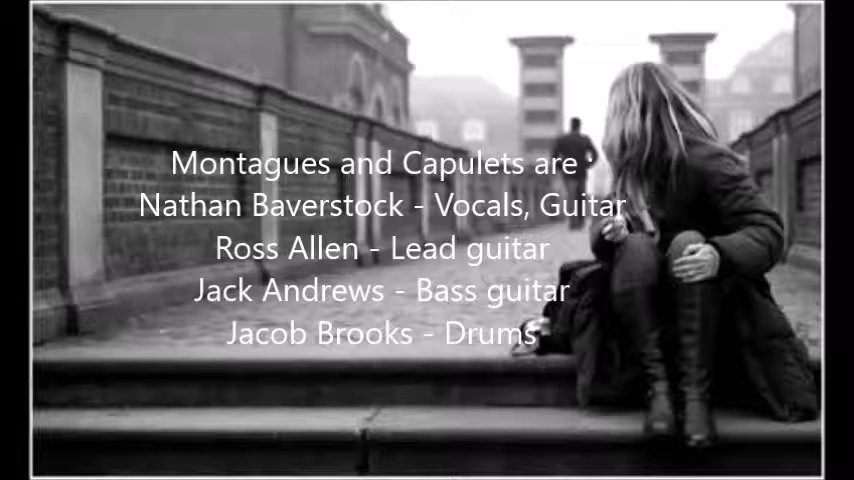 Montagues and Capulets are
Nathan Baverstock - Vocals, Guitar
Ross Allen - Lead guitar
Jack Andrews - Bass guitar
Jacob Brooks - Drums